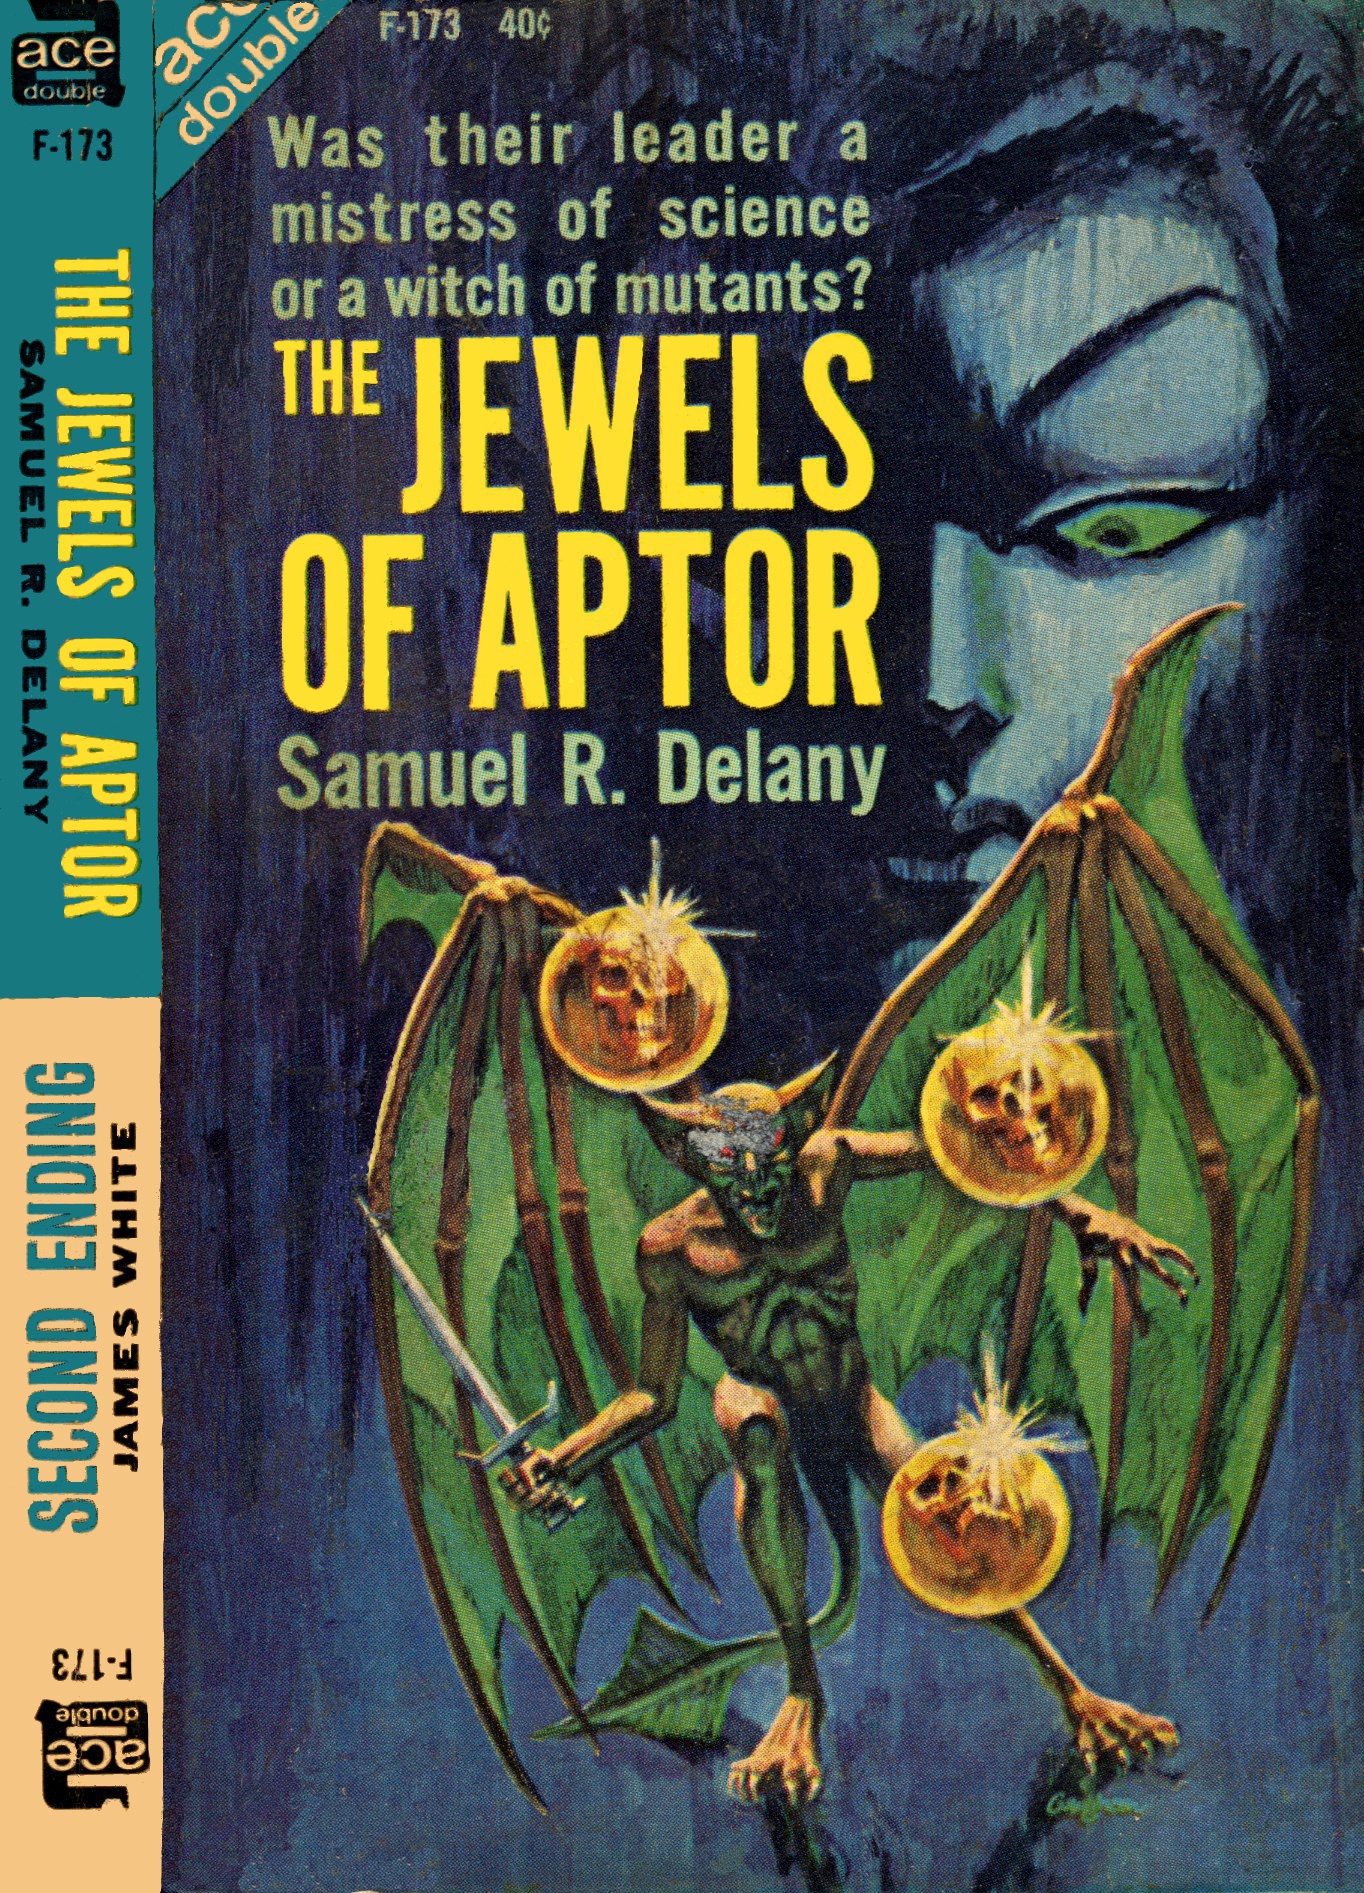 ace
double
F-173
THE JEWELS OF APTOR
SAMUEL R. DELANY
SECOND ENDING
JAMES WHITE
F-173
ace
double
ace
double
F-173 40¢
Was their leader a
mistress of science
or a witch of mutants?
THE JEWELS
OF APTOR
Samuel R. Delany